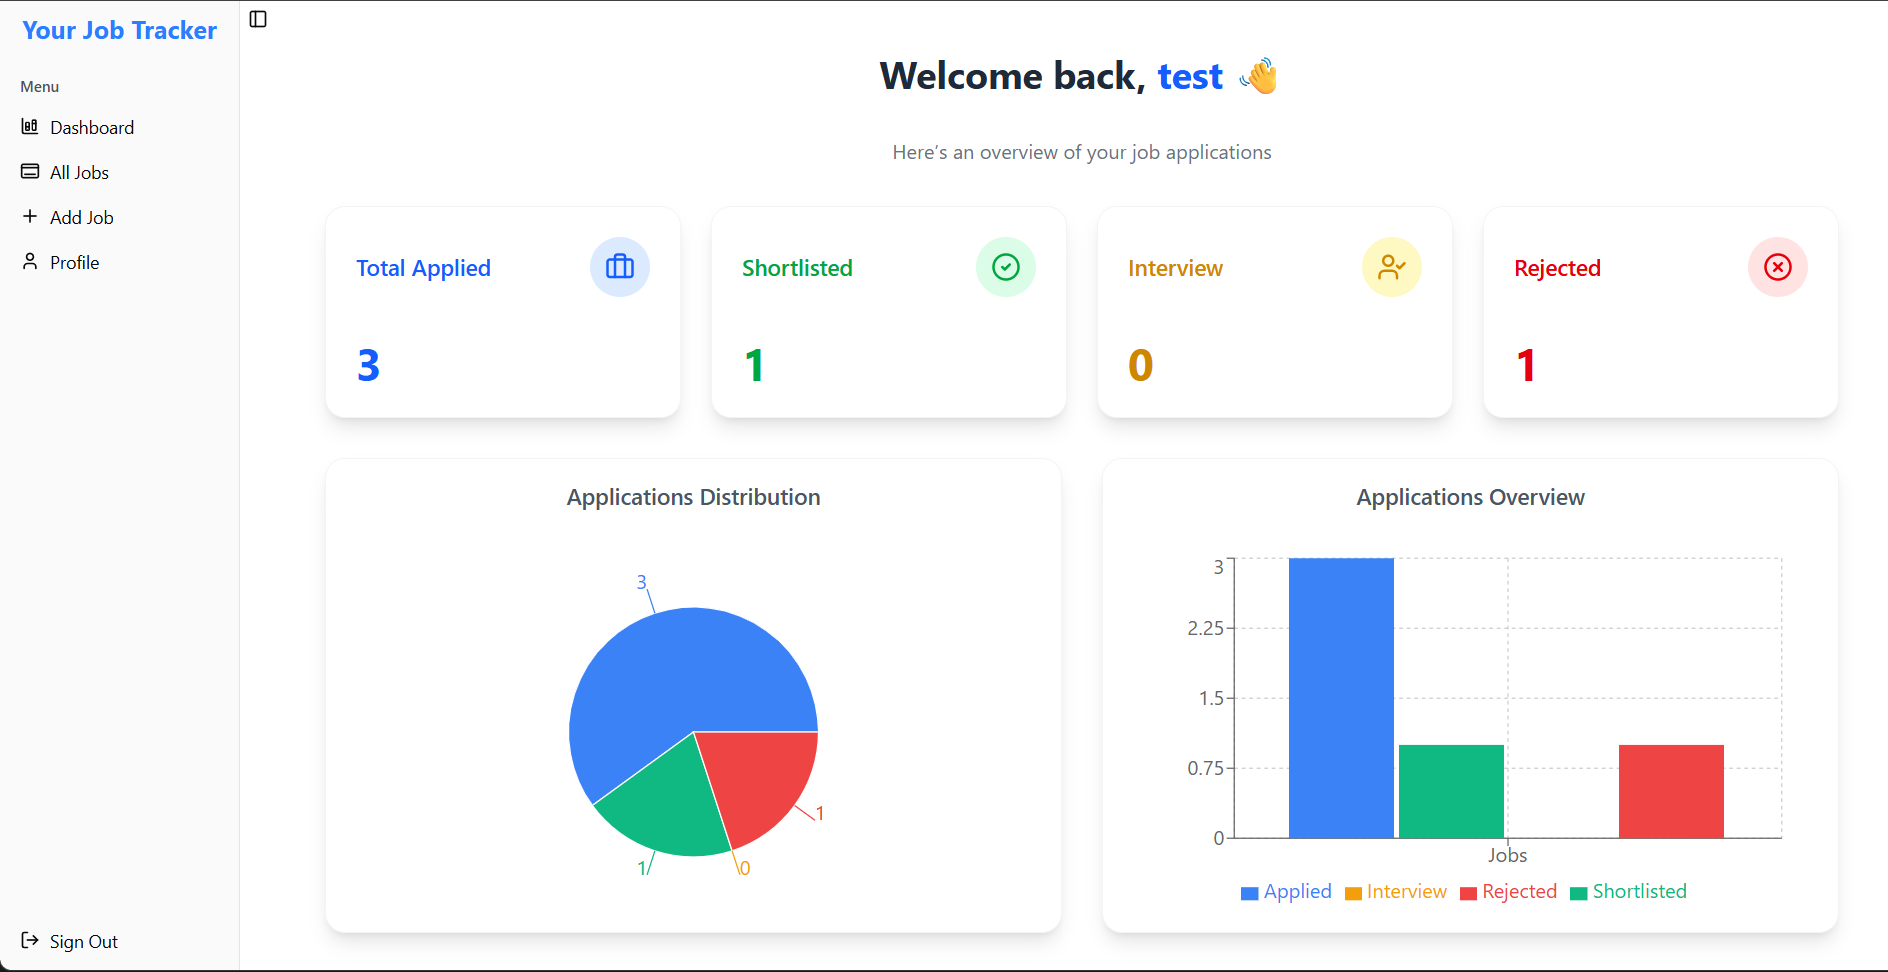 Your Job Tracker
Menu
Dashboard
All Jobs
Add Job
Profile
Sign Out
Welcome back, test 👋
Here’s an overview of your job applications
Total Applied
3
Shortlisted
1
Interview
0
Rejected
1
Applications Distribution
3
1
1
0
Applications Overview
3
2.25
1.5
0.75
0
Jobs
Applied Interview Rejected Shortlisted